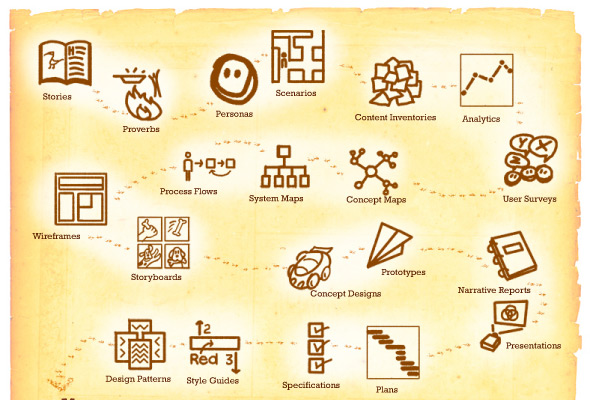 Stories
Proverbs
Personas
Scenarios
Content Inventories
Analytics
Y X
W
User Surveys
Concept Maps
System Maps
Process Flows
Wireframes
Storyboards
Concept Designs
Prototypes
Narrative Reports
Presentations
Plans
Specifications
2
Red 3
Style Guides
Design Patterns